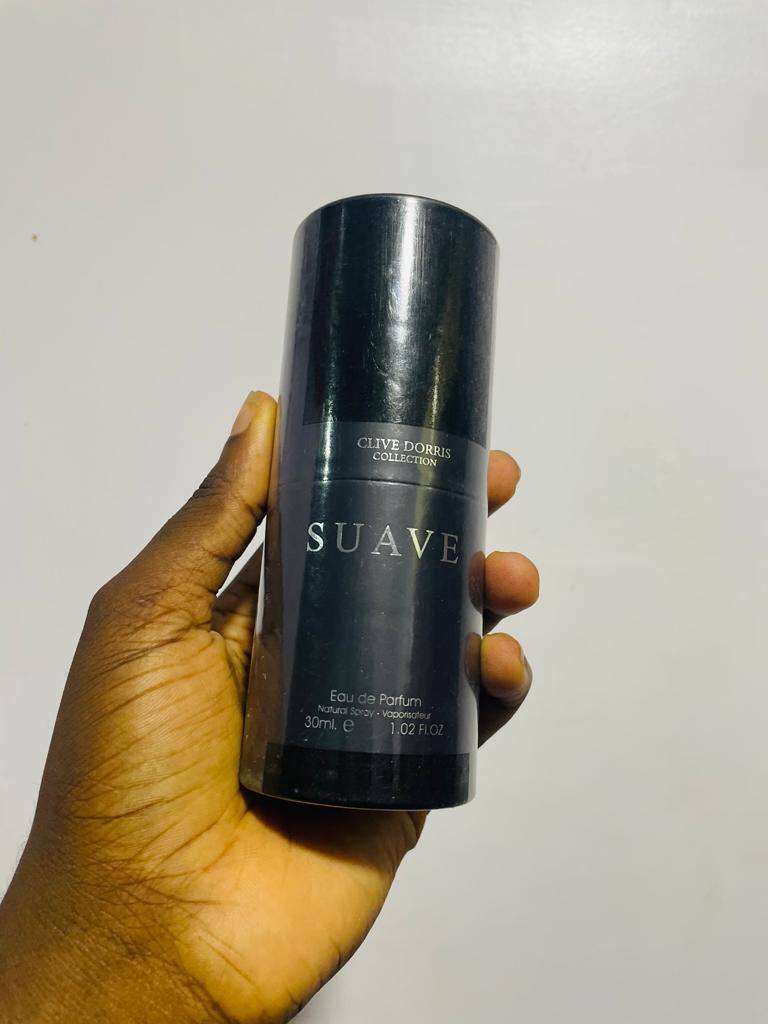 CLIVE DORRIS
COLLECTION
SUAVE
Eau de Parfum
Natural Spray - Vaporisateur
30ml. e 1.02 Fl.OZ